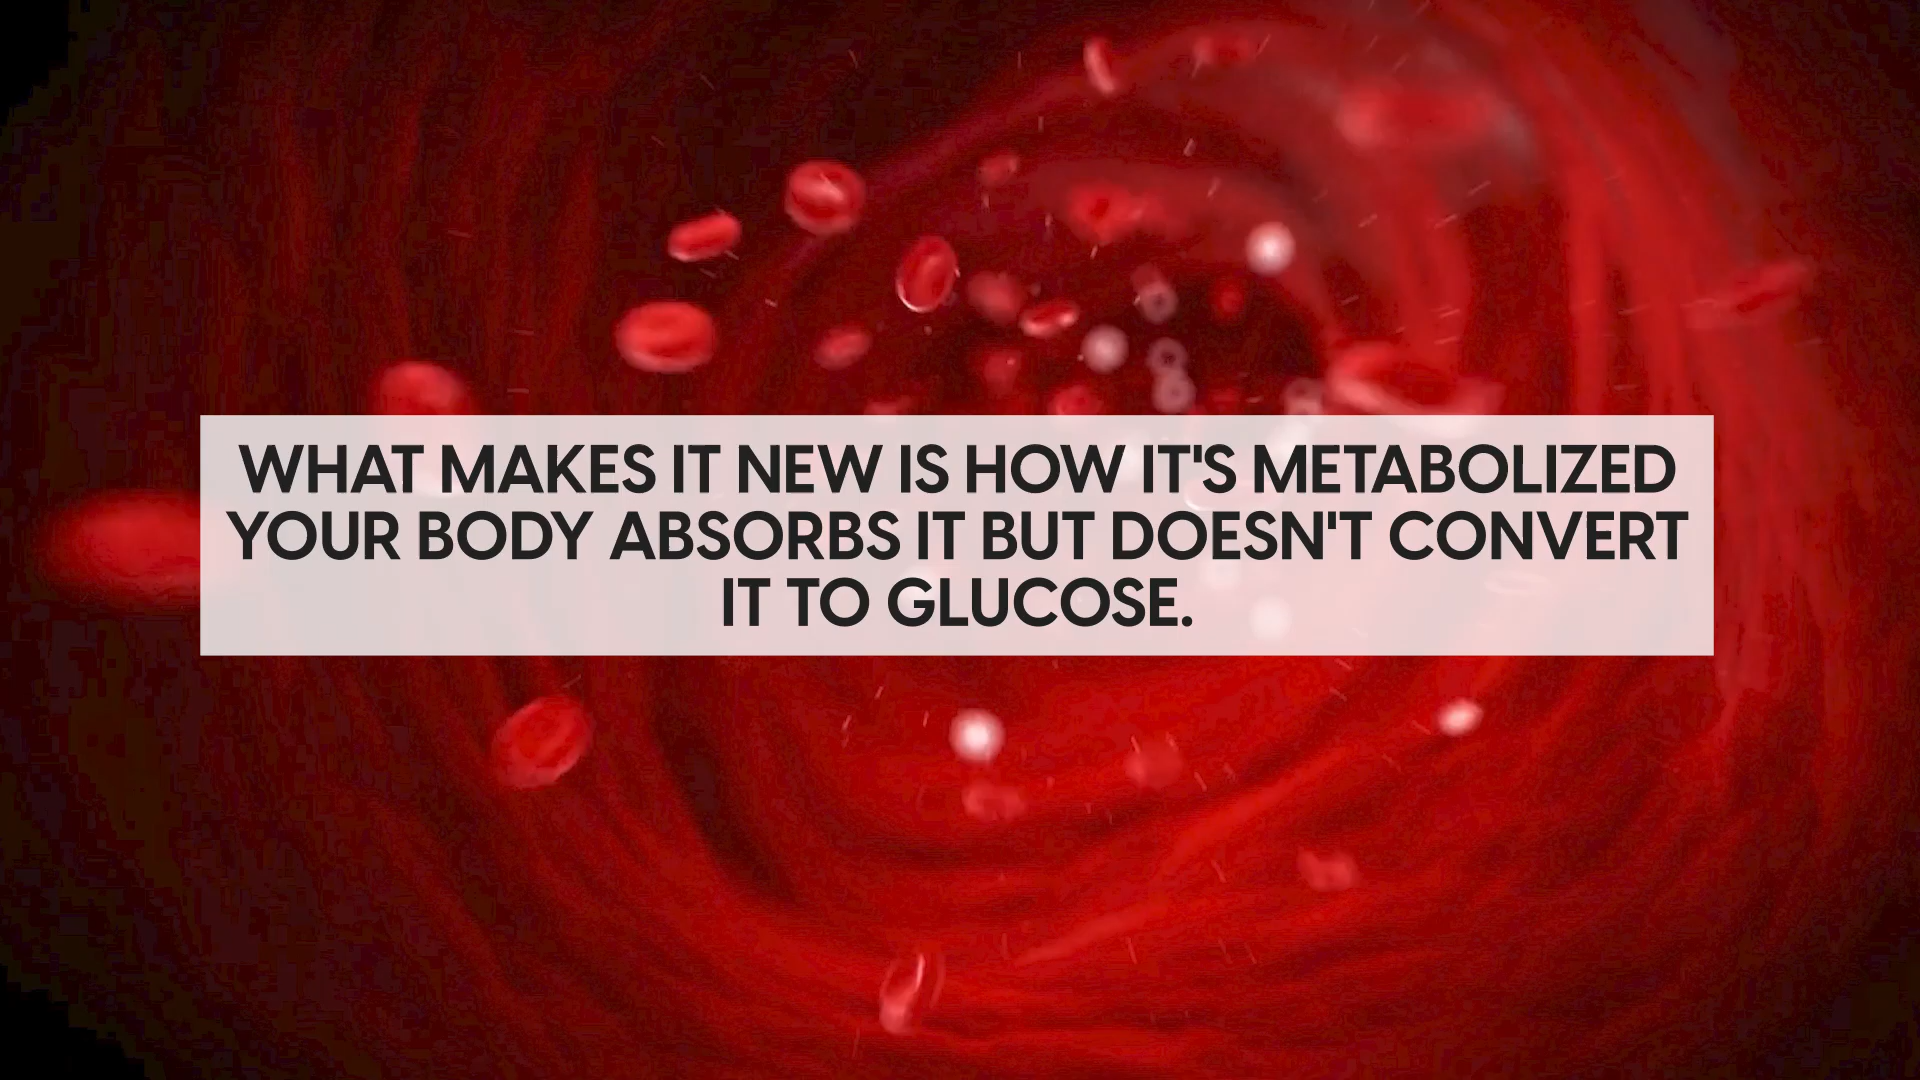 WHAT MAKES IT NEW IS HOW IT'S METABOLIZED
YOUR BODY ABSORBS IT BUT DOESN'T CONVERT
IT TO GLUCOSE.